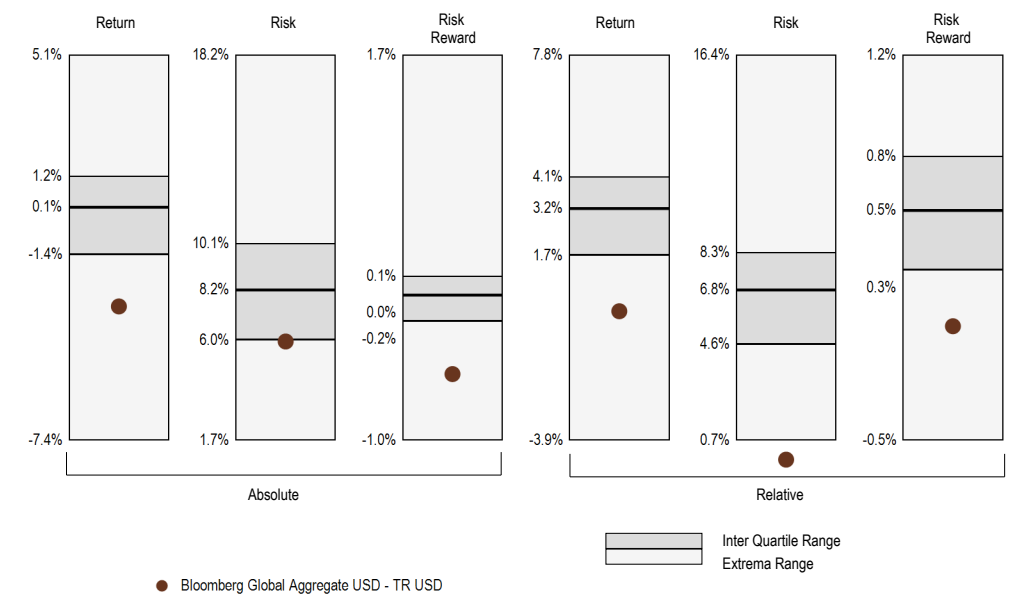 Return
Risk
Risk
Reward
Return
Risk
Risk
Reward
5.1%
18.2%
1.7%
7.8%
16.4%
1.2%
1.2%
0.1%
-1.4%
-7.4%
10.1%
8.2%
6.0%
1.7%
0.1%
0.0%
-0.2%
-1.0%
4.1%
3.2%
1.7%
-3.9%
8.3%
6.8%
4.6%
0.7%
0.8%
0.5%
0.3%
-0.5%
Absolute
Relative
Inter Quartile Range
Extrema Range
Bloomberg Global Aggregate USD - TR USD